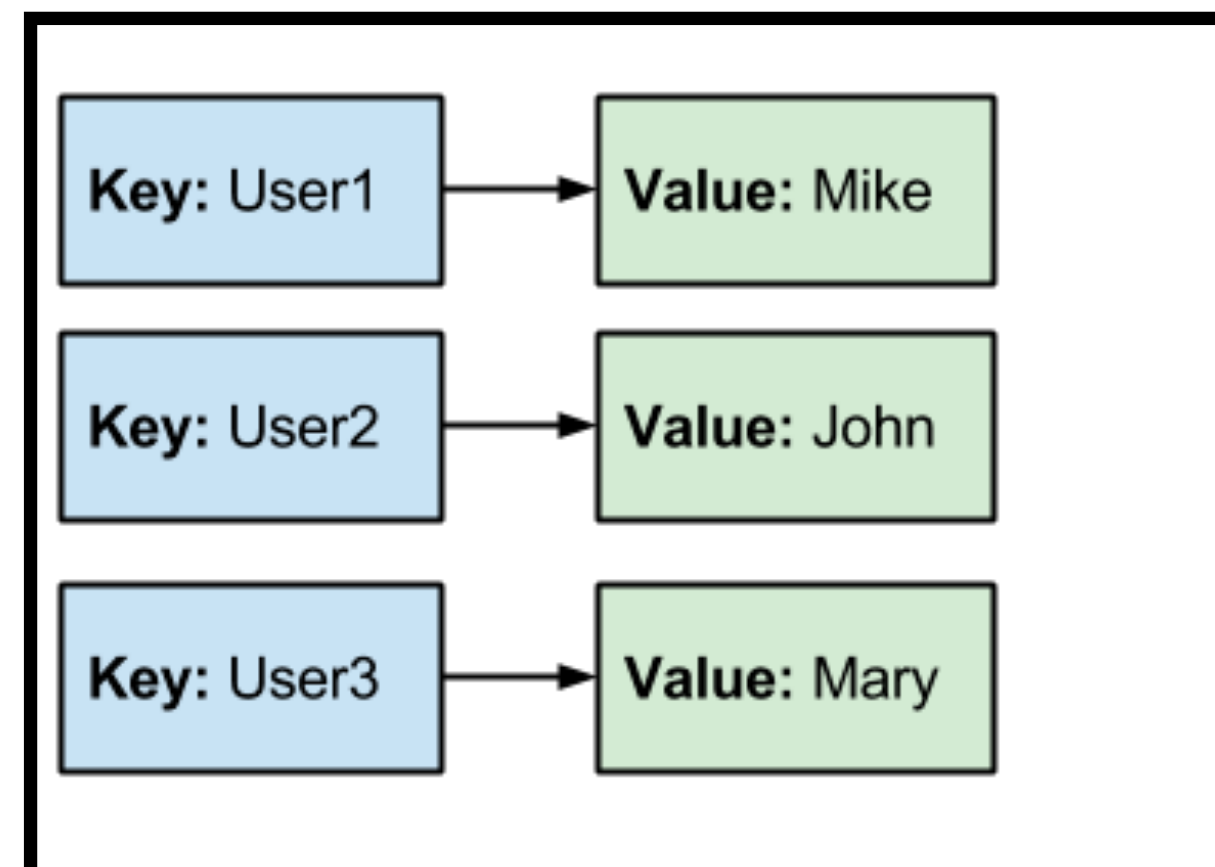 Key: User1
Value: Mike
Key: User2
Value: John
Key: User3
Value: Mary